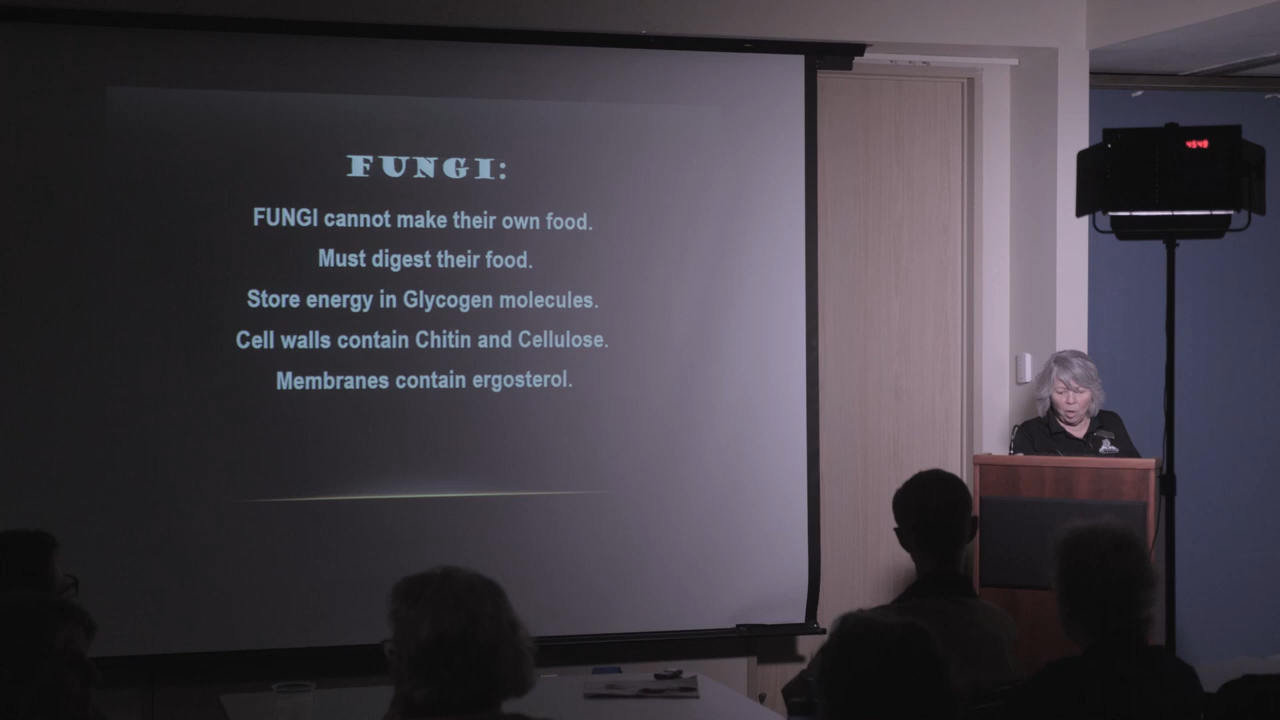 FUNGI:
FUNGI cannot make their own food.
Must digest their food.
Store energy in Glycogen molecules.
Cell walls contain Chitin and Cellulose.
Membranes contain ergosterol.